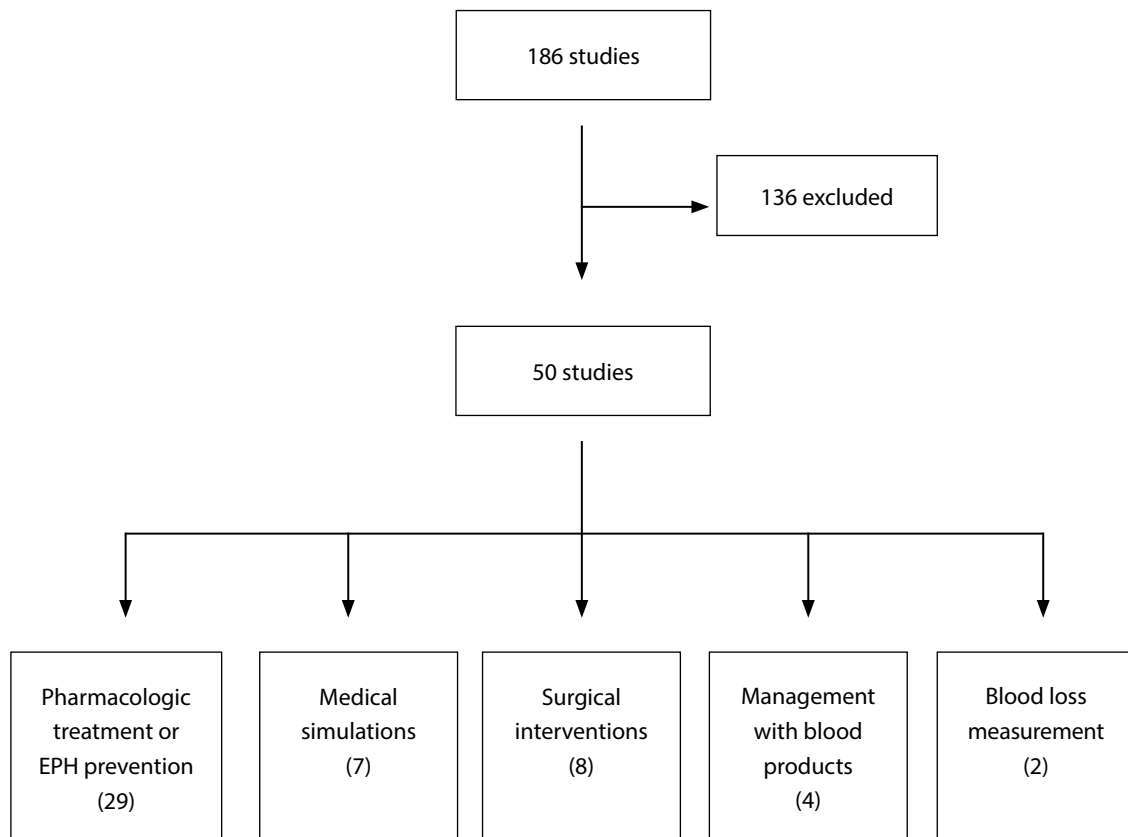 186 studies
136 excluded
50 studies
Pharmacologic
treatment or
EPH prevention
(29)
Medical
simulations
(7)
Surgical
interventions
(8)
Management
with blood
products
(4)
Blood loss
measurement
(2)